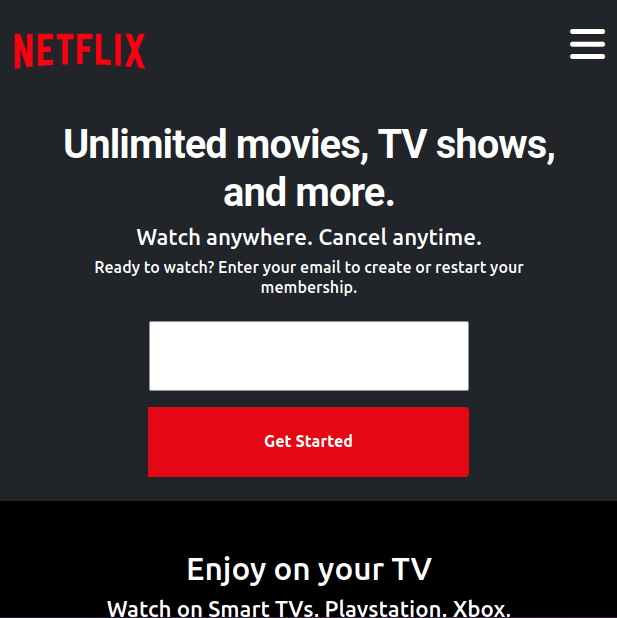 NETFLIX
Unlimited movies, TV shows,
and more.
Watch anywhere. Cancel anytime.
Ready to watch? Enter your email to create or restart your
membership.
Get Started
Enjoy on your TV
Watch on Smart TVs, Playstation, Xbox,